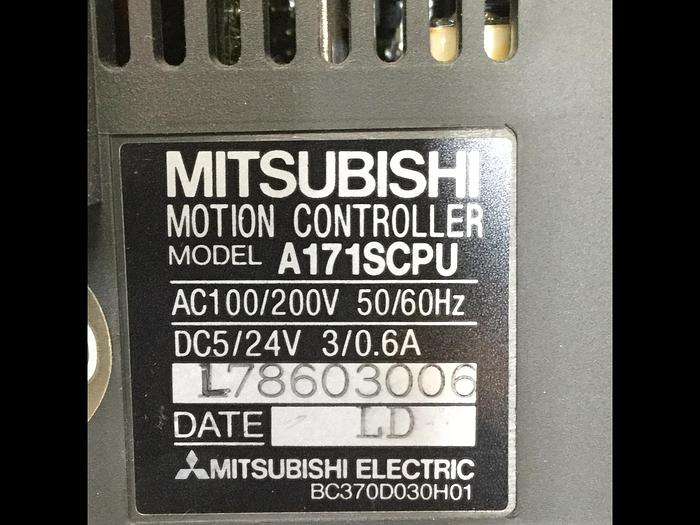 MITSUBISHI
MOTION CONTROLLER
MODEL A171SCPU
AC100/200V 50/60Hz
DC5/24V 3/0.6A
L78603006
DATE LD
MITSUBISHI ELECTRIC
BC370D030H01